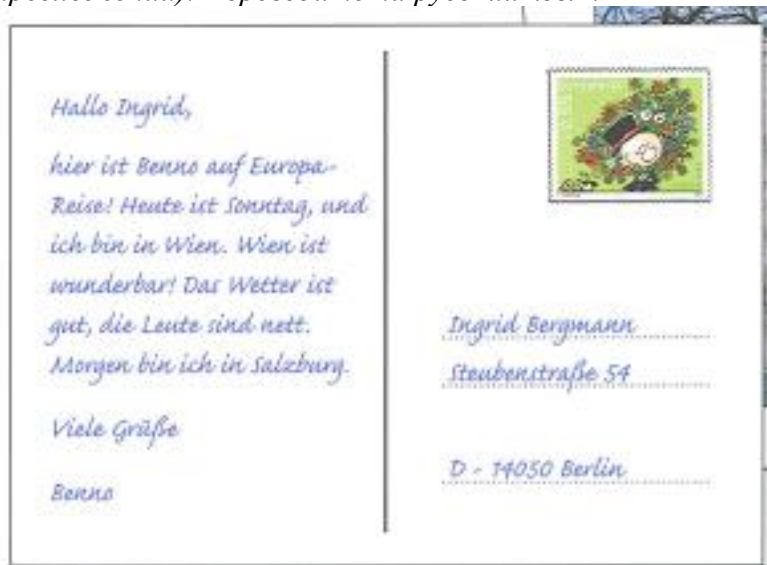 Hallo Ingrid,
hier ist Benno auf Europa-
Reise! Heute ist Sonntag, und
ich bin in Wien. Wien ist
wunderbar! Das Wetter ist
gut, die Leute sind nett.
Morgen bin ich in Salzburg.
Viele Grüße
Benno
Ingrid Bergmann
Steubenstraße 54
D - 14050 Berlin